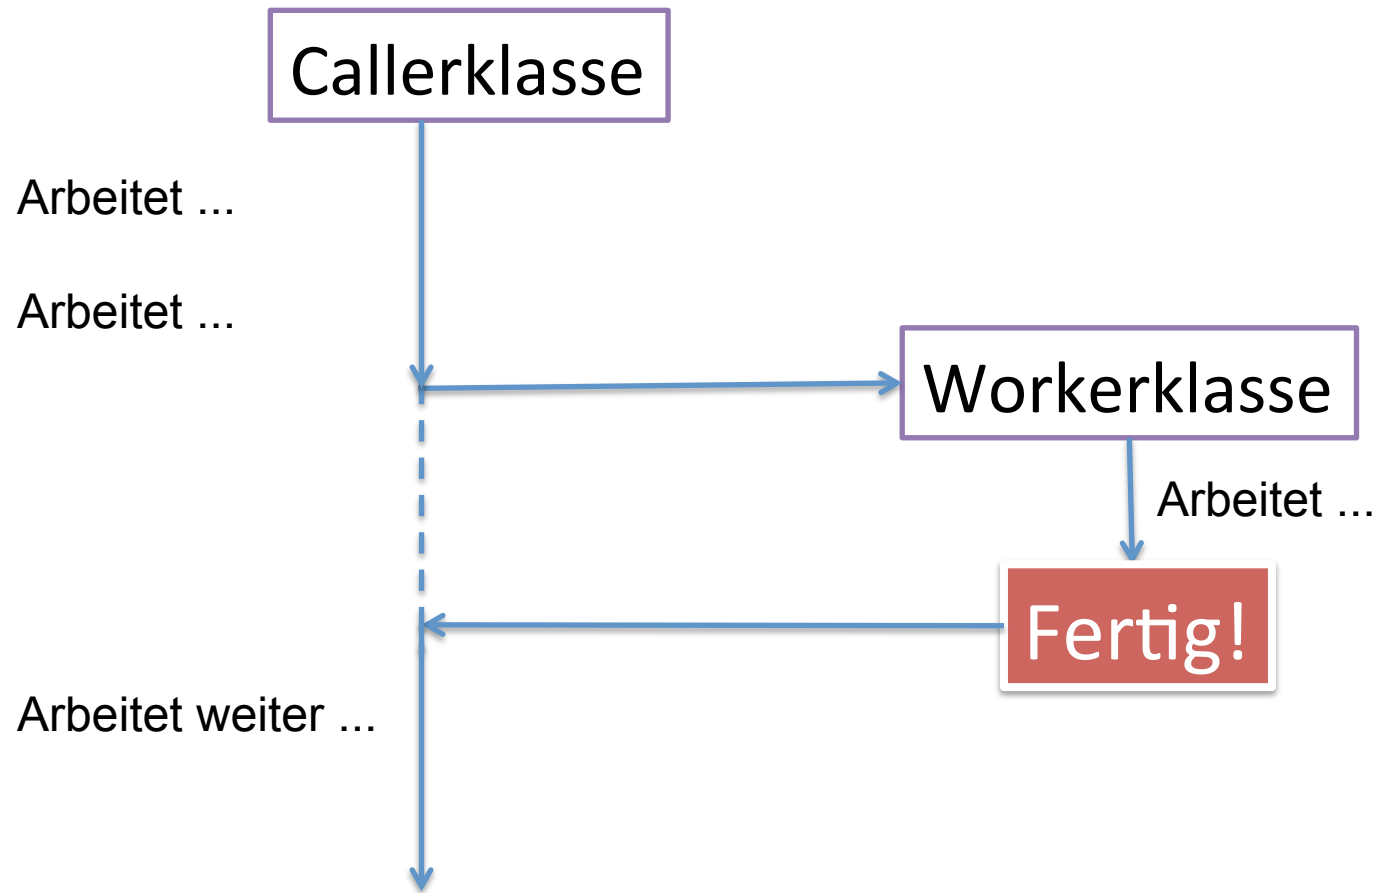 Callerklasse
Arbeitet ...
Arbeitet ...
Workerklasse
Arbeitet ...
Fertig!
Arbeitet weiter ...